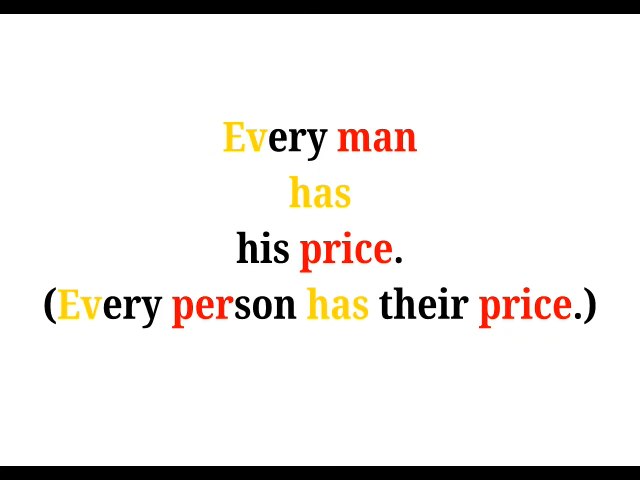 Every man
has
his price.
(Every person has their price.)